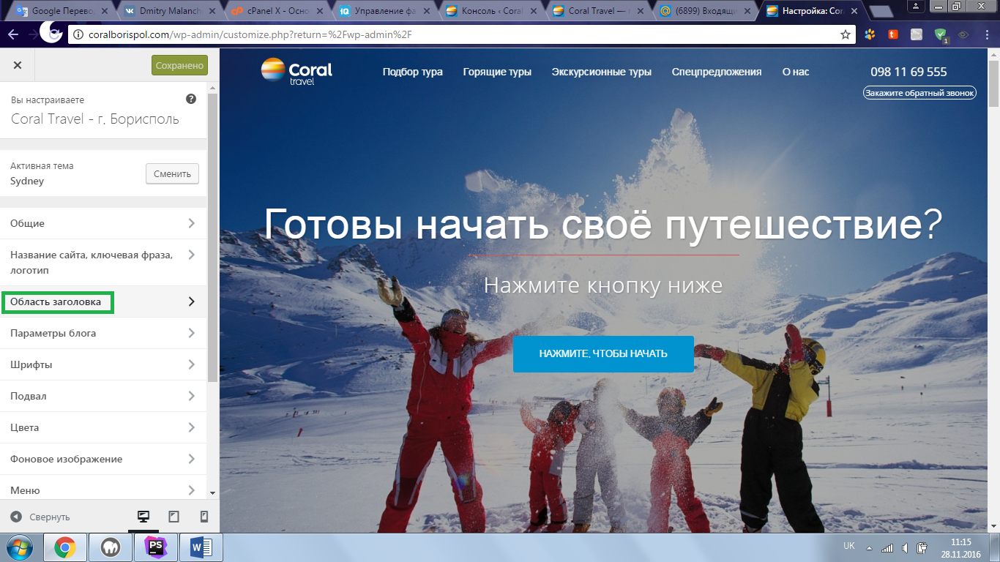 Google Перево,
Dmitry Malanch
cPanel X - Осно
Управление фа
Консоль ‹ Coral
Coral Travel — г
(6899) Входящи
Настройка: Cor
coralborispol.com/wp-admin/customize.php?return=%2Fwp-admin%2F
1
Сохранено
Вы настраиваете
Coral Travel - г. Борисполь
Активная тема
Sydney
Сменить
Общие
Название сайта, ключевая фраза,
логотип
Область заголовка
Параметры блога
Шрифты
Подвал
Цвета
Фоновое изображение
Меню
Свернуть
Coral
travel
Подбор тура
Горящие туры
Экскурсионные туры
Спецпредложения
О нас
098 11 69 555
Закажите обратный звонок
Готовы начать своё путешествие?
Нажмите кнопку ниже
НАЖМИТЕ, ЧТОБЫ НАЧАТЬ
PS
W
UK
11:15
28.11.2016